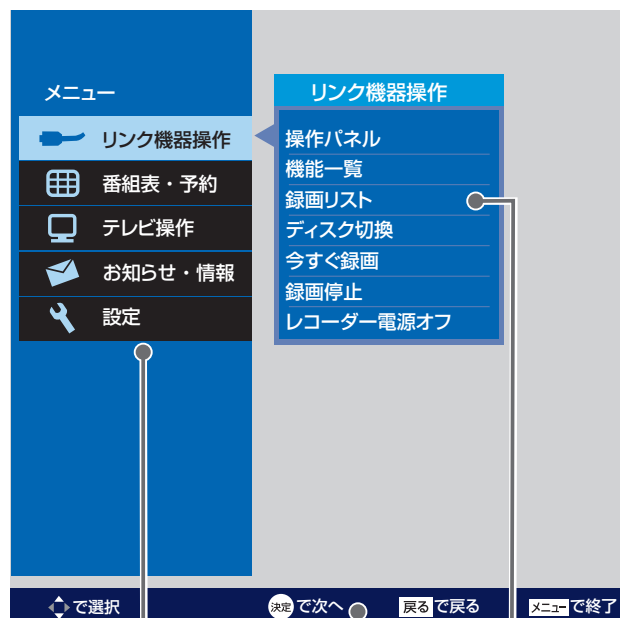 メニュー
リンク機器操作
番組表・予約
テレビ操作
お知らせ・情報
設定
リンク機器操作
操作パネル
機能一覧
録画リスト
ディスク切換
今すぐ録画
録画停止
レコーダー電源オフ
で選択 決定で次へ 戻るで戻る メニューで終了